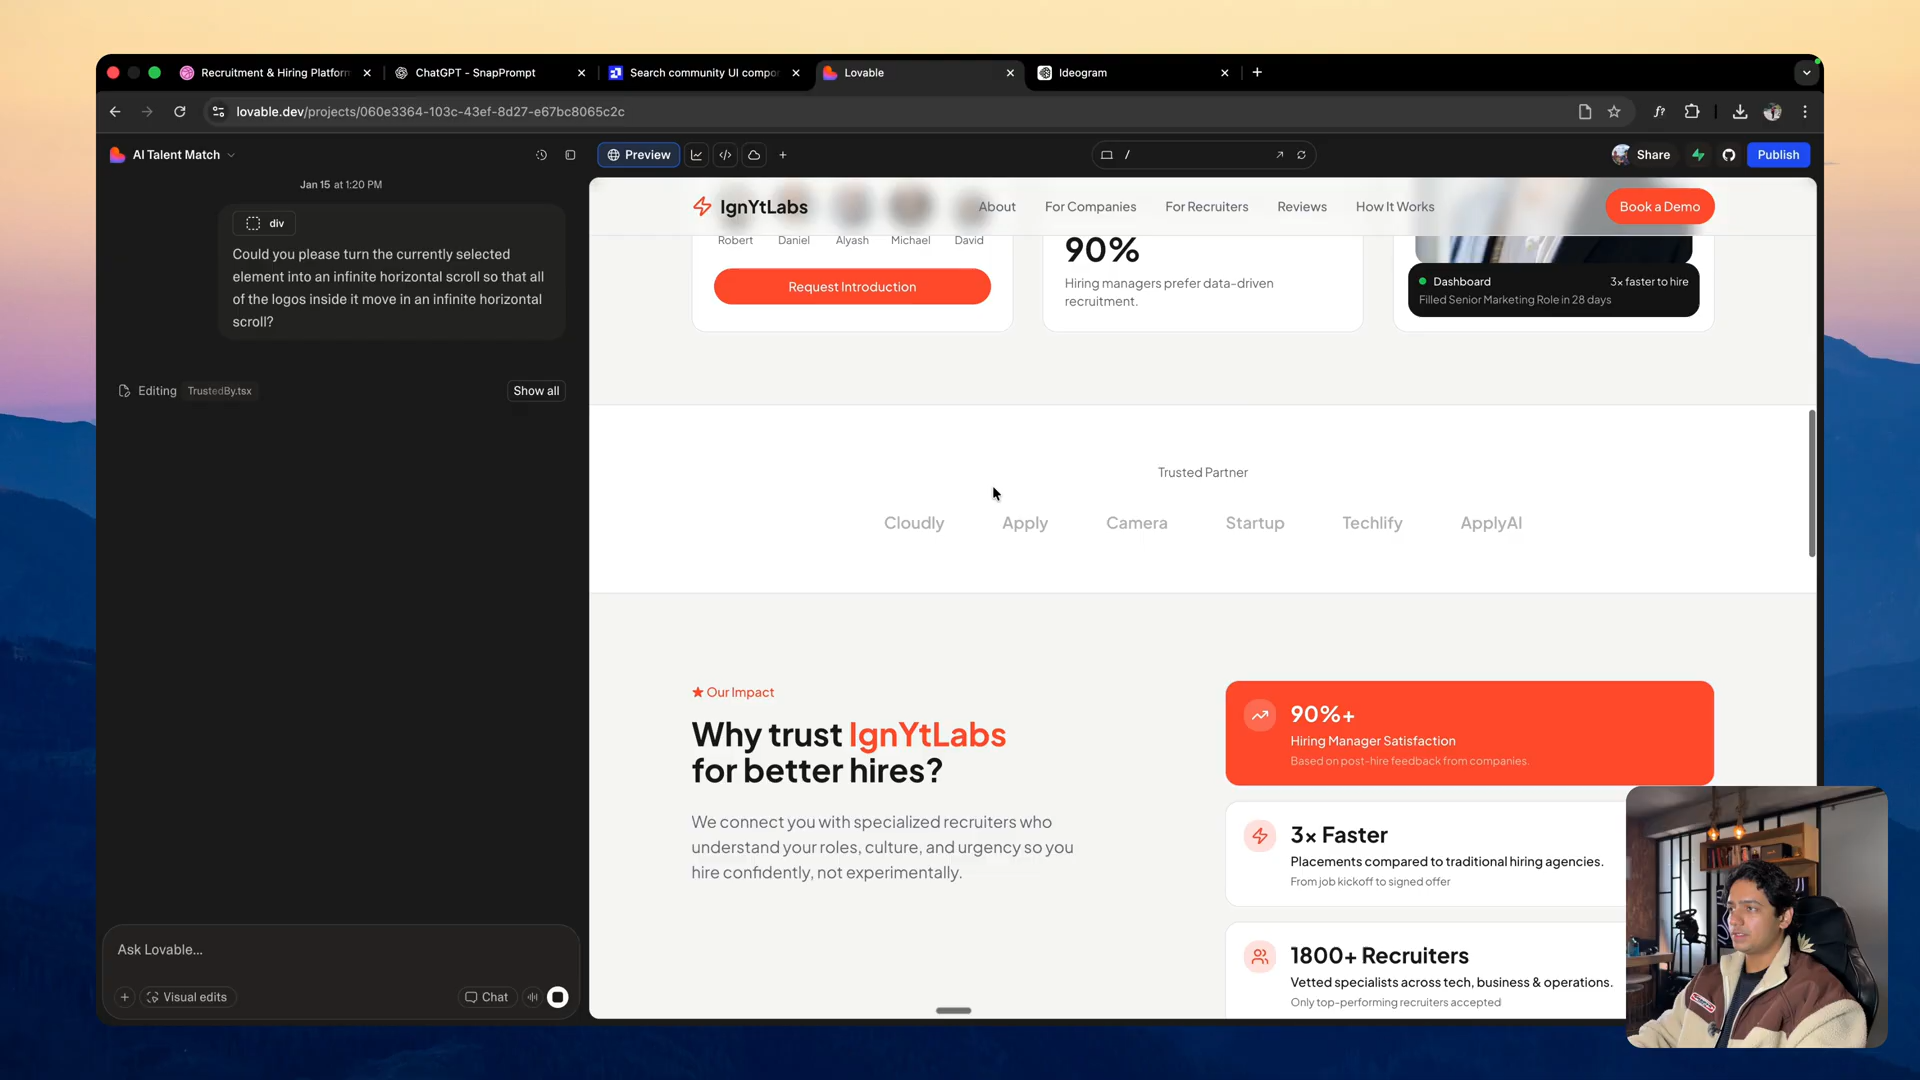 Recruitment & Hiring Platform
ChatGPT - SnapPrompt
Search community UI compo
Lovable
Ideogram
lovable.dev/projects/060e3364-103c-43ef-8d27-e67bc8065c2c
AI Talent Match
Preview
/
Share
Publish
Jan 15 at 1:20 PM
div
Could you please turn the currently selected
element into an infinite horizontal scroll so that all
of the logos inside it move in an infinite horizontal
scroll?
Editing TrustedBy.tsx
Show all
Ask Lovable...
Visual edits
Chat
IgnYtLabs
About
For Companies
For Recruiters
Reviews
How It Works
Book a Demo
Robert
Daniel
Alyash
Michael
David
Request Introduction
90%
Hiring managers prefer data-driven
recruitment.
Dashboard
3× faster to hire
Filled Senior Marketing Role in 28 days
Trusted Partner
Cloudly
Apply
Camera
Startup
Techlify
ApplyAI
Our Impact
Why trust IgnYtLabs
for better hires?
We connect you with specialized recruiters who
understand your roles, culture, and urgency so you
hire confidently, not experimentally.
90%+
Hiring Manager Satisfaction
Based on post-hire feedback from companies.
3× Faster
Placements compared to traditional hiring agencies.
From job kickoff to signed offer
1800+ Recruiters
Vetted specialists across tech, business & operations.
Only top-performing recruiters accepted